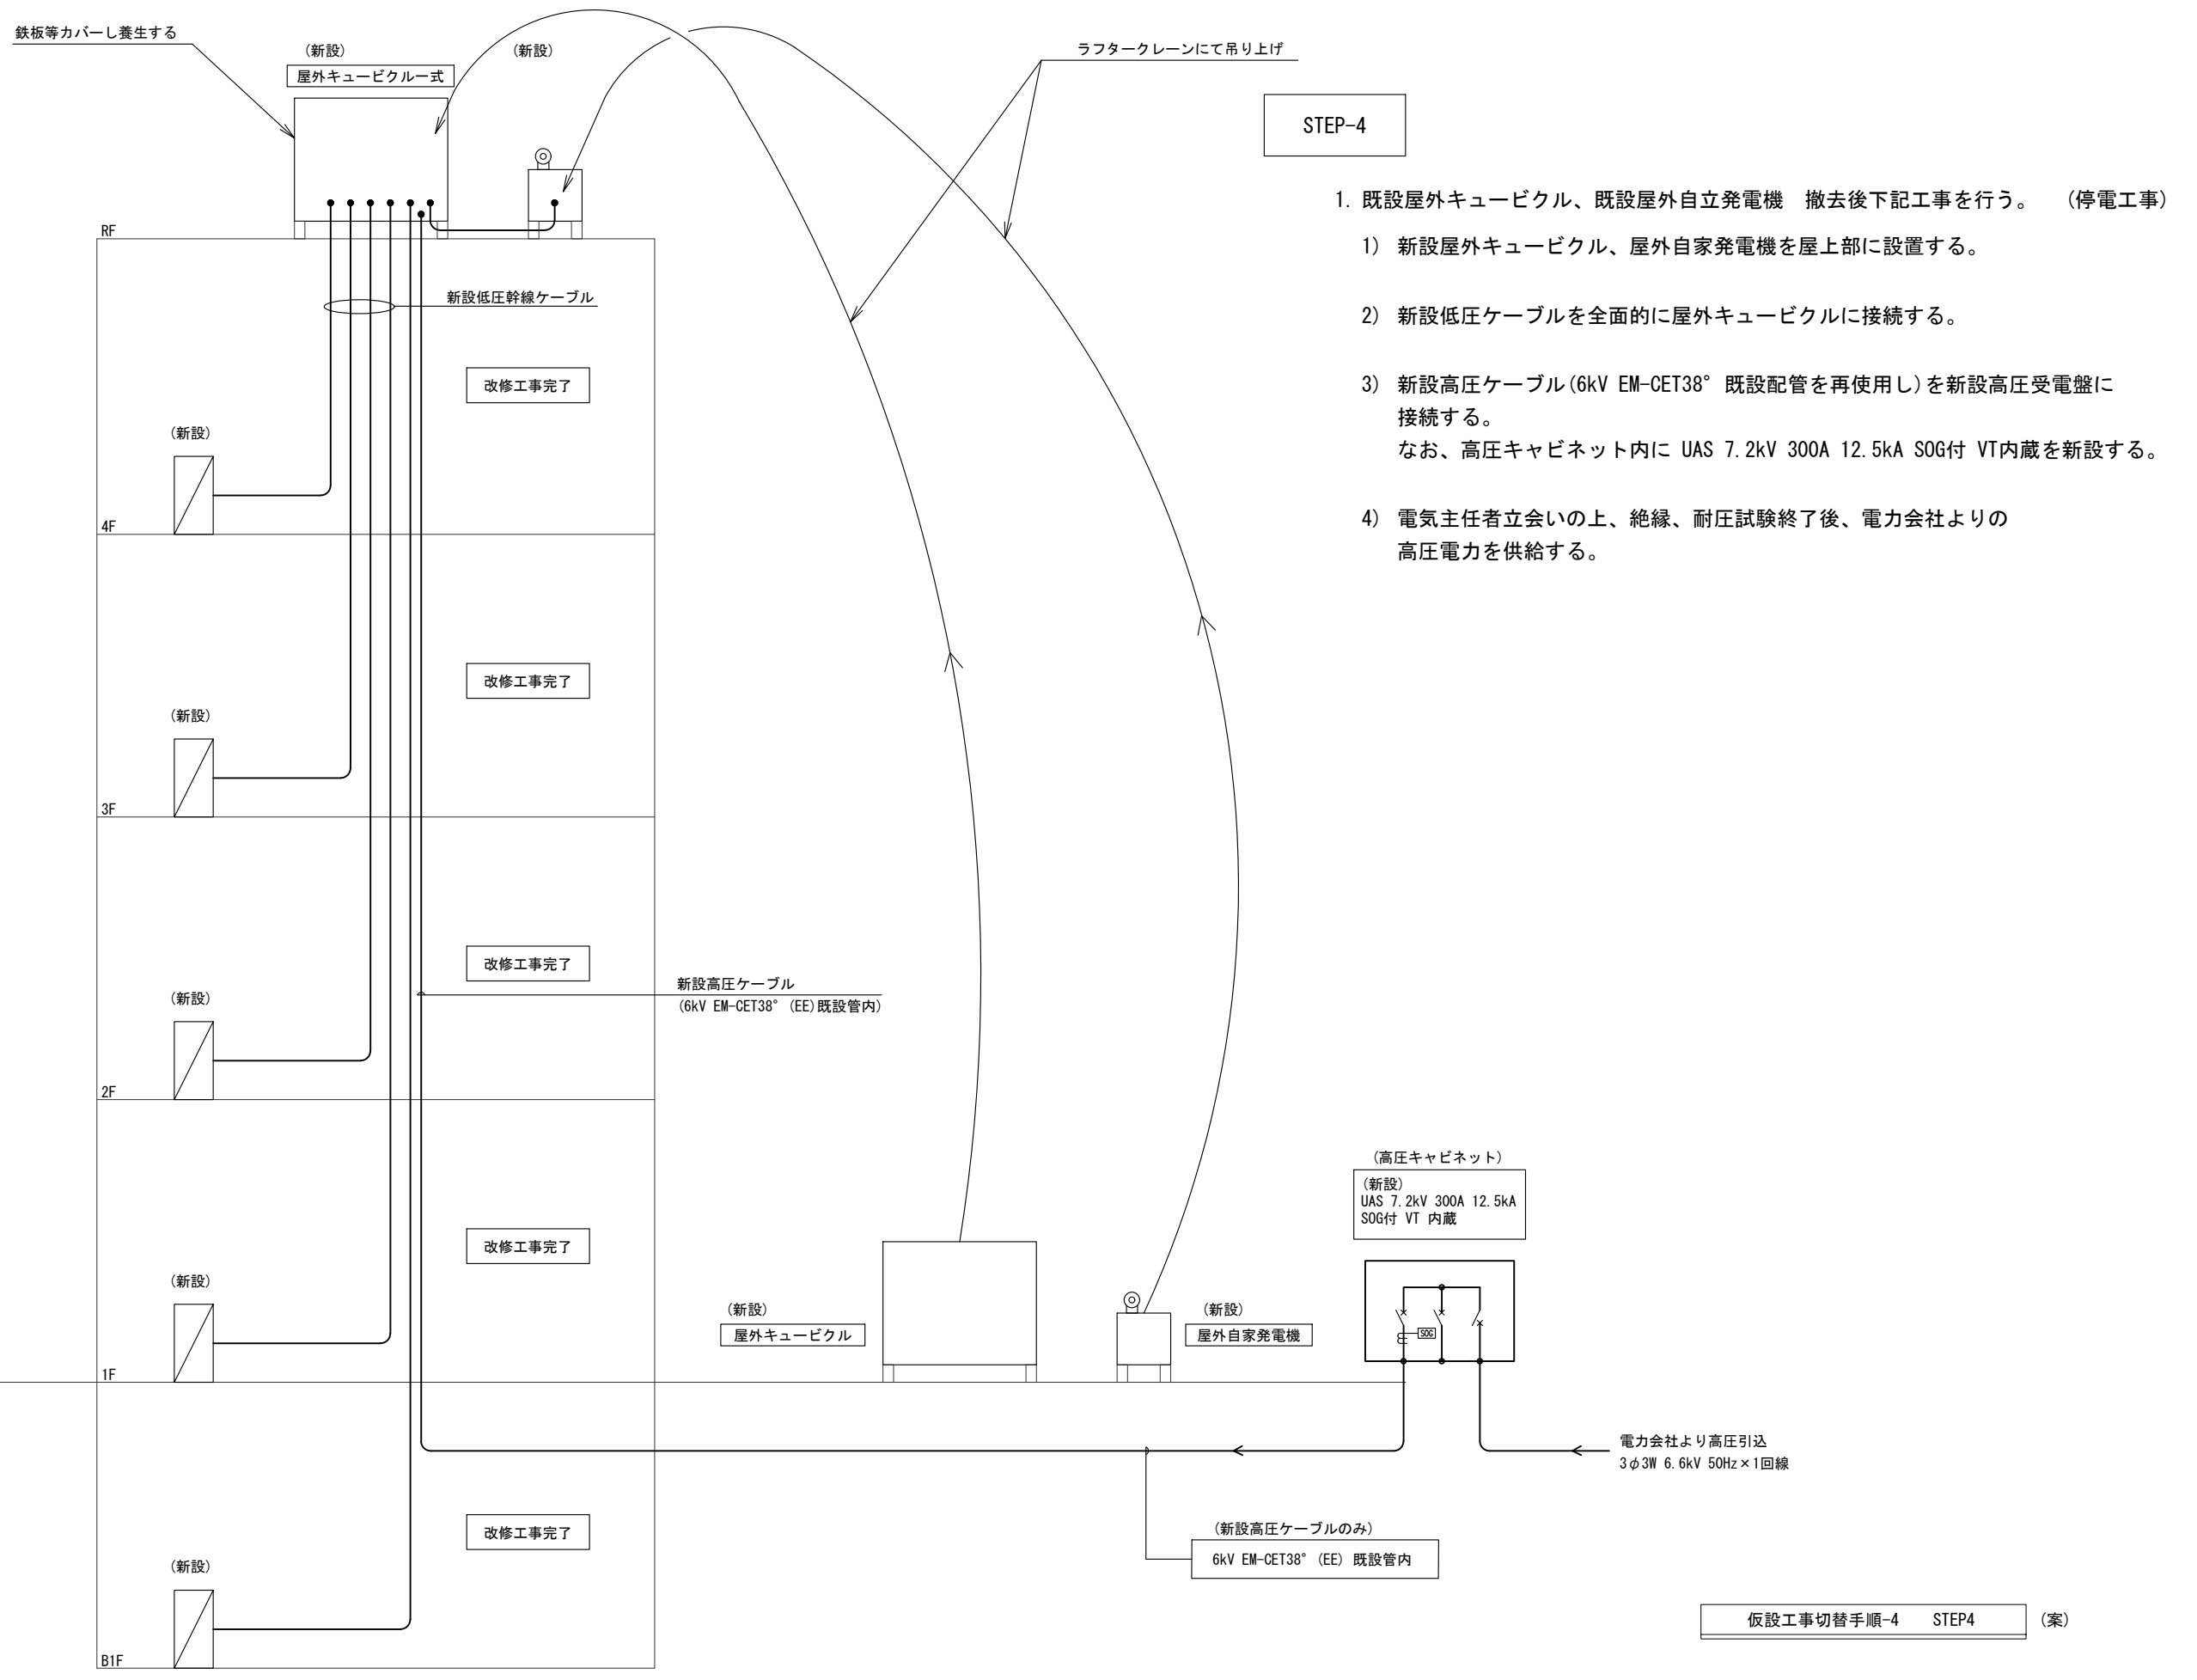 鉄板等カバーし養生する
(新設)
屋外キュービクル一式
(新設)
ラフタークレーンにて吊り上げ
STEP-4
1. 既設屋外キュービクル、既設屋外自立発電機 撤去後下記工事を行う。 (停電工事)
1) 新設屋外キュービクル、屋外自家発電機を屋上部に設置する。
2) 新設低圧ケーブルを全面的に屋外キュービクルに接続する。
3) 新設高圧ケーブル(6kV EM-CET38° 既設配管を再使用し)を新設高圧受電盤に
接続する。
なお、高圧キャビネット内に UAS 7.2kV 300A 12.5kA SOG付 VT内蔵を新設する。
4) 電気主任者立会いの上、絶縁、耐圧試験終了後、電力会社よりの
高圧電力を供給する。
RF
新設低圧幹線ケーブル
改修工事完了
(新設)
4F
改修工事完了
(新設)
3F
改修工事完了
新設高圧ケーブル
(6kV EM-CET38° (EE)既設管内)
(新設)
2F
改修工事完了
(新設)
1F
(新設)
屋外キュービクル
(新設)
屋外自家発電機
(高圧キャビネット)
(新設)
UAS 7.2kV 300A 12.5kA
SOG付 VT 内蔵
SOG
電力会社より高圧引込
3φ3W 6.6kV 50Hz×1回線
改修工事完了
(新設高圧ケーブルのみ)
6kV EM-CET38° (EE) 既設管内
(新設)
B1F
仮設工事切替手順-4 STEP4 (案)